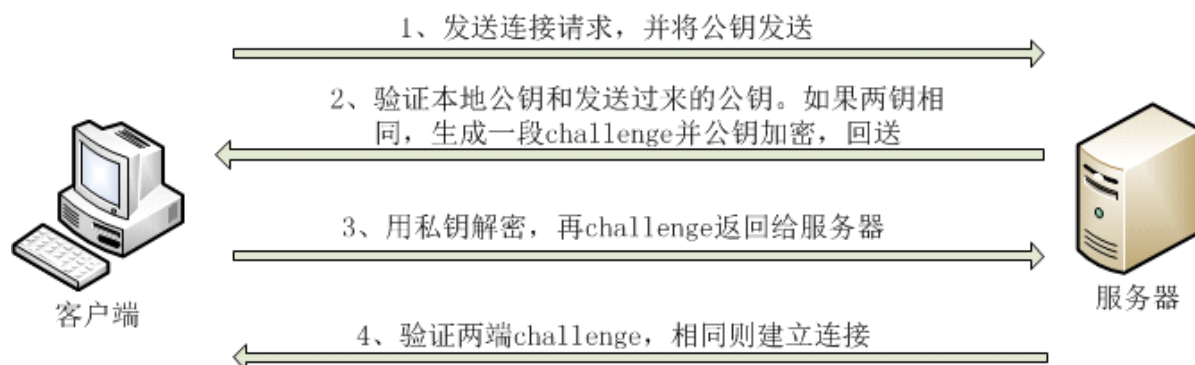 1、发送连接请求，并将公钥发送
2、验证本地公钥和发送过来的公钥。如果两钥相
同，生成一段challenge并公钥加密，回送
3、用私钥解密，再challenge返回给服务器
客户端
服务器
4、验证两端challenge，相同则建立连接